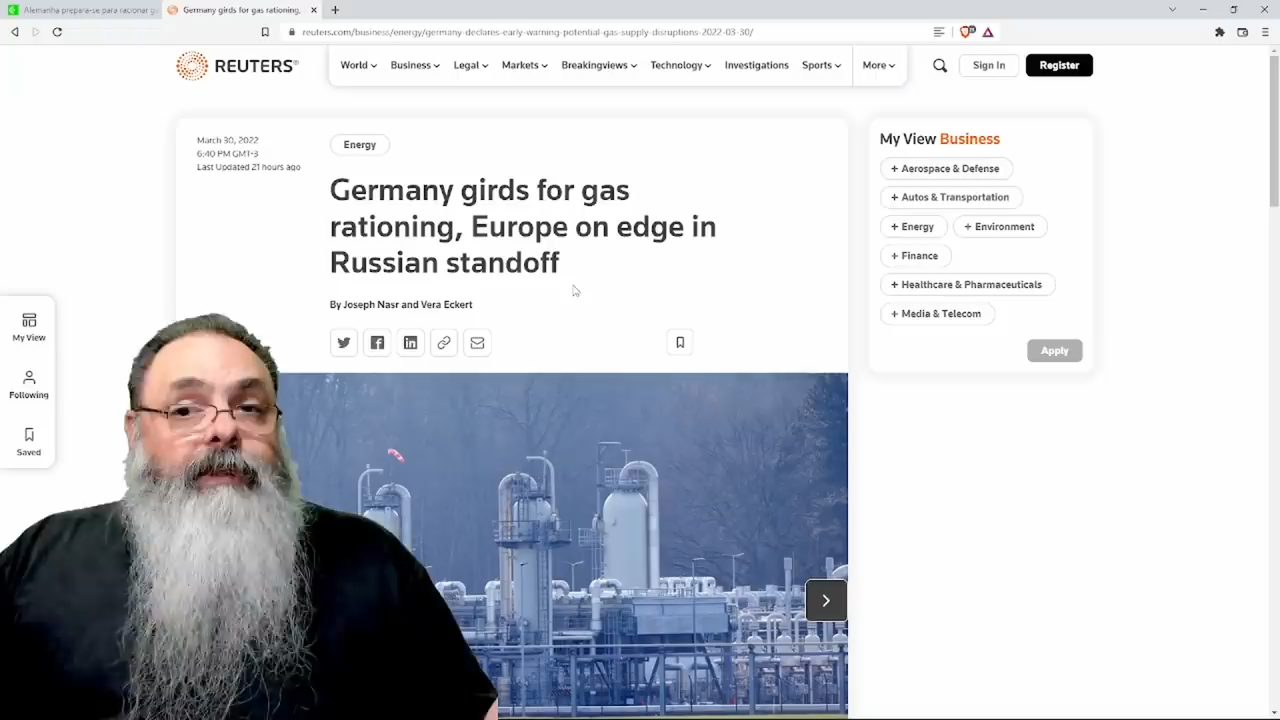 Alemanha prepara-se para racionar ga
Germany girds for gas rationing,
reuters.com/business/energy/germany-declares-early-warning-potential-gas-supply-disruptions-2022-03-30/
REUTERS®
World
Business
Legal
Markets
Breakingviews
Technology
Investigations
Sports
More
Sign In
Register
March 30, 2022
6:40 PM GMT-3
Last Updated 21 hours ago
Energy
Germany girds for gas
rationing, Europe on edge in
Russian standoff
By Joseph Nasr and Vera Eckert
My View Business
+ Aerospace & Defense
+ Autos & Transportation
+ Energy
+ Environment
+ Finance
+ Healthcare & Pharmaceuticals
+ Media & Telecom
Apply
My View
Following
Saved